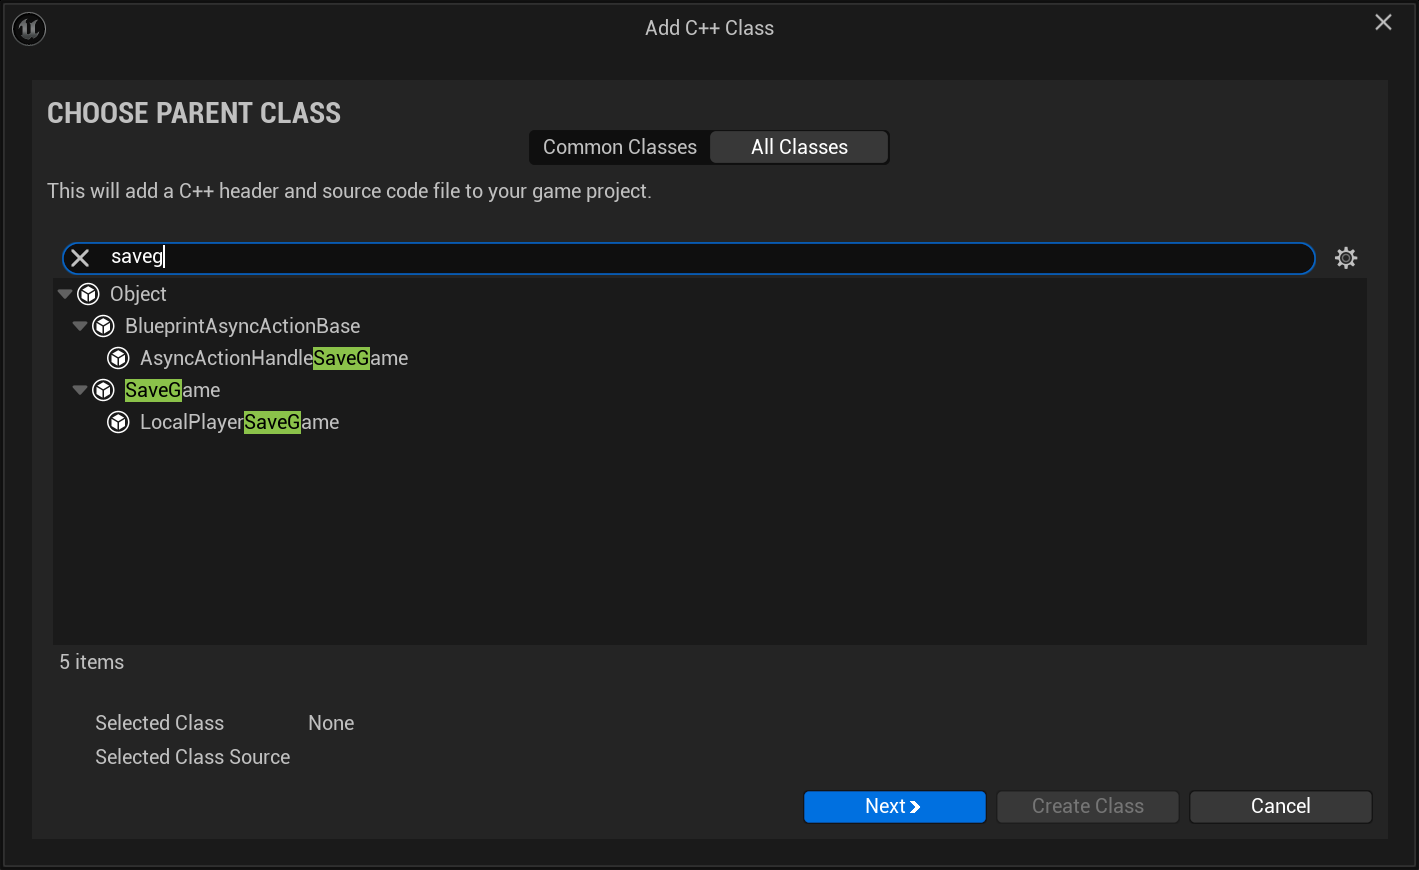 Add C++ Class
CHOOSE PARENT CLASS
Common Classes All Classes
This will add a C++ header and source code file to your game project.
saveg
Object
BlueprintAsyncActionBase
AsyncActionHandleSaveGame
SaveGame
LocalPlayerSaveGame
5 items
Selected Class None
Selected Class Source
Next Create Class Cancel